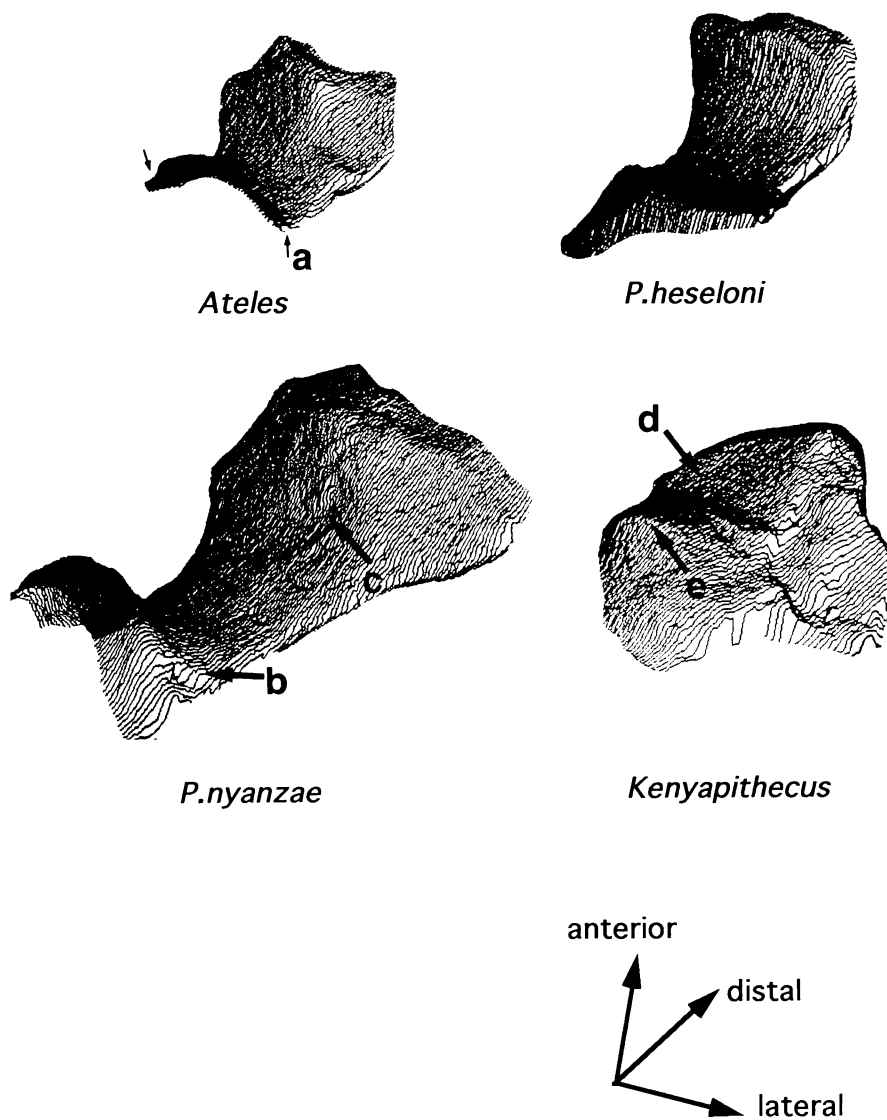 a
Ateles
P.heseloni
d
c
e
b
P.nyanzae
Kenyapithecus
anterior
distal
lateral